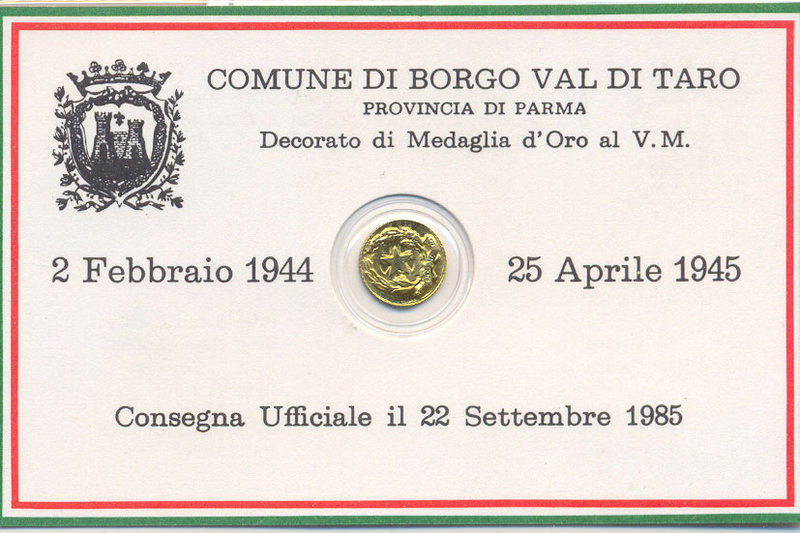 COMUNE DI BORGO VAL DI TARO
PROVINCIA DI PARMA
Decorato di Medaglia d'Oro al V.M.
2 Febbraio 1944 25 Aprile 1945
Consegna Ufficiale il 22 Settembre 1985